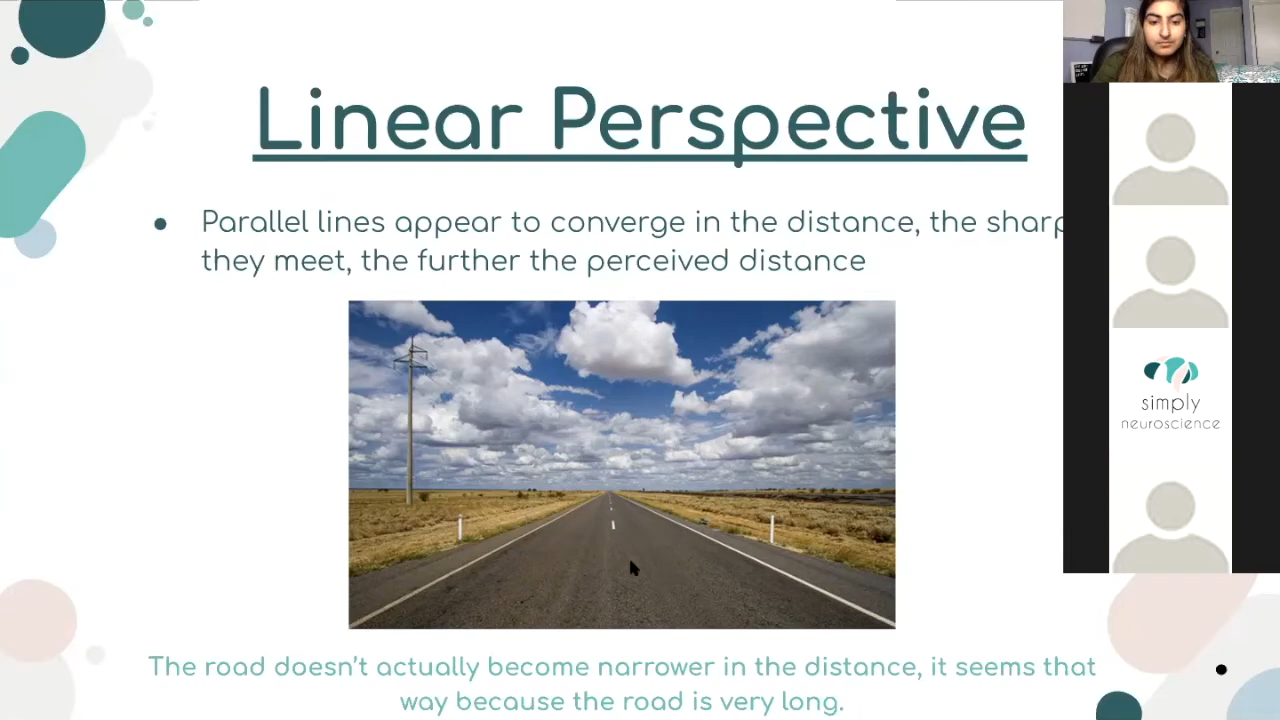 Linear Perspective
• Parallel lines appear to converge in the distance, the
they meet, the further the perceived distance
simply
neuroscience
The road doesn't actually become narrower in the distance, it seems that
way because the road is very long.